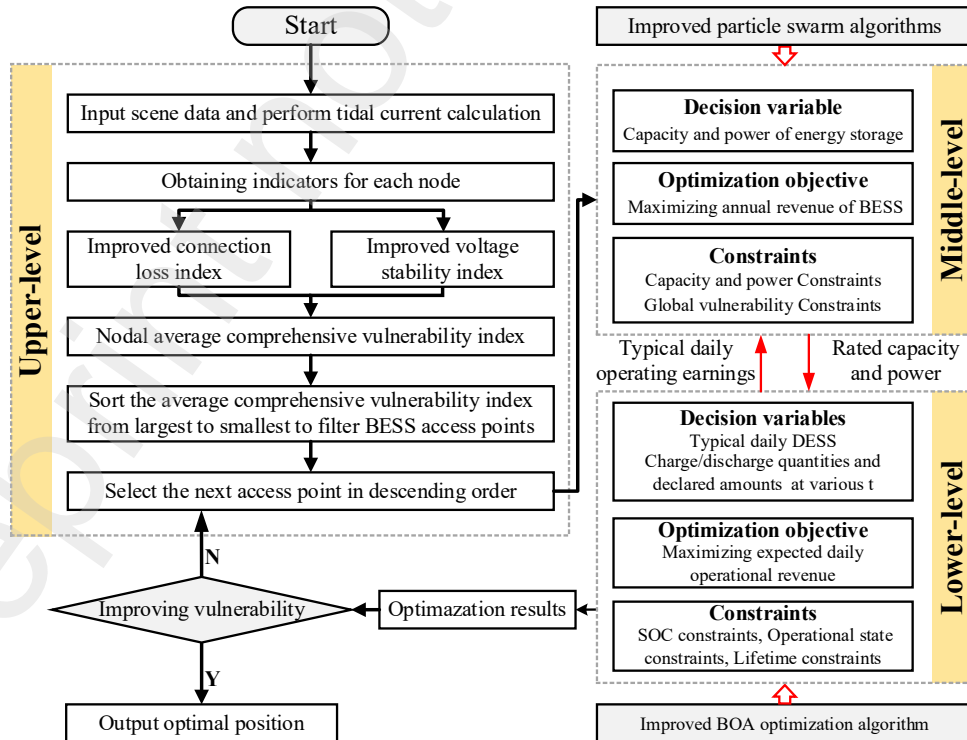 Start
Upper-level
Input scene data and perform tidal current calculation
Obtaining indicators for each node
Improved connection
loss index
Improved voltage
stability index
Nodal average comprehensive vulnerability index
Sort the average comprehensive vulnerability index
from largest to smallest to filter BESS access points
Select the next access point in descending order
N
Improving vulnerability
Optimazation results
Y
Output optimal position
Improved particle swarm algorithms
Middle-level
Decision variable
Capacity and power of energy storage
Optimization objective
Maximizing annual revenue of BESS
Constraints
Capacity and power Constraints
Global vulnerability Constraints
Typical daily
operating earnings
Rated capacity
and power
Lower-level
Decision variables
Typical daily DESS
Charge/discharge quantities and
declared amounts at various t
Optimization objective
Maximizing expected daily
operational revenue
Constraints
SOC constraints, Operational state
constraints, Lifetime constraints
Improved BOA optimization algorithm